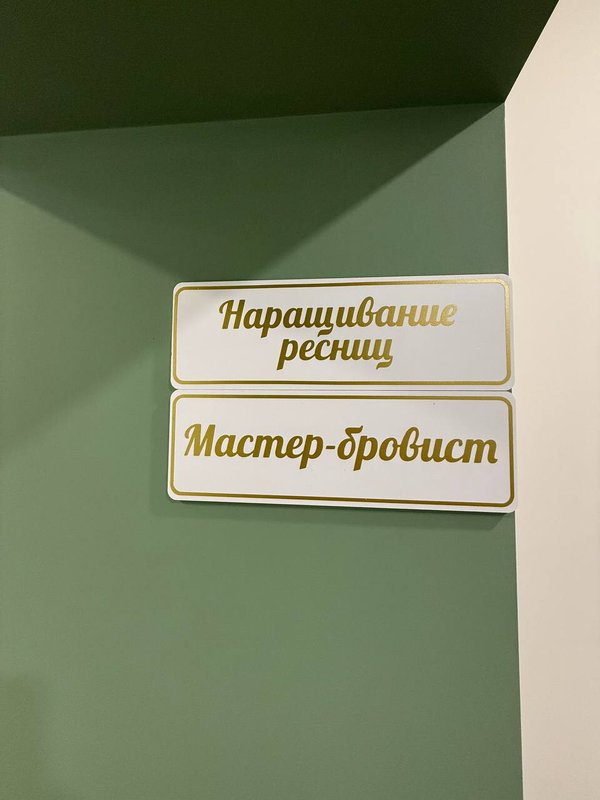 Наращивание
ресниц
Мастер-бровист